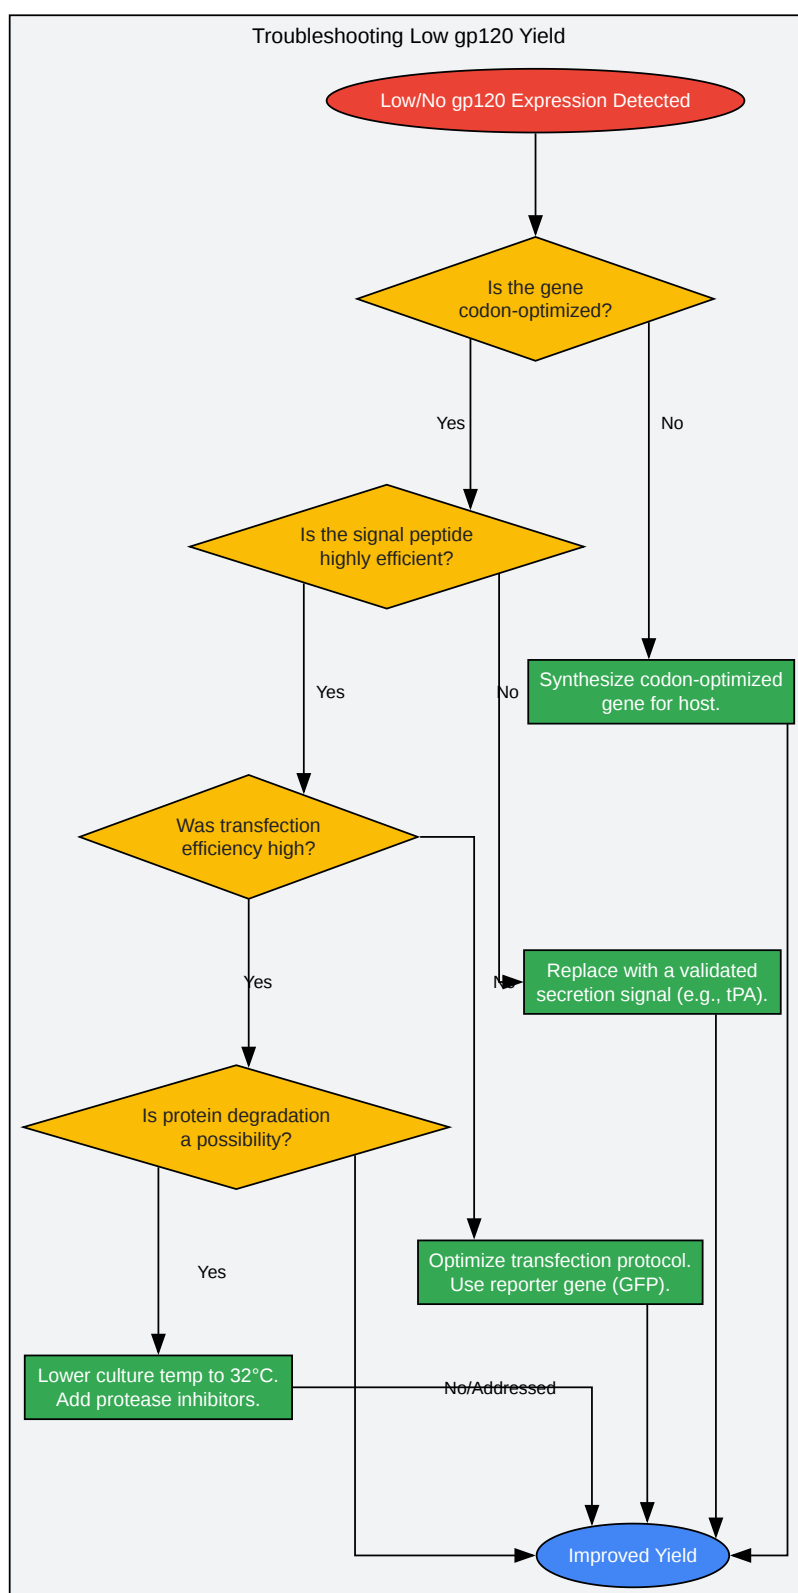 Troubleshooting Low gp120 Yield
Low/No gp120 Expression Detected
Is the gene
codon-optimized?
Yes
No
Is the signal peptide
highly efficient?
Yes
No
Synthesize codon-optimized
gene for host.
Was transfection
efficiency high?
Yes
No
Replace with a validated
secretion signal (e.g., tPA).
Is protein degradation
a possibility?
Yes
Optimize transfection protocol.
Use reporter gene (GFP).
Lower culture temp to 32°C.
Add protease inhibitors.
No/Addressed
Improved Yield